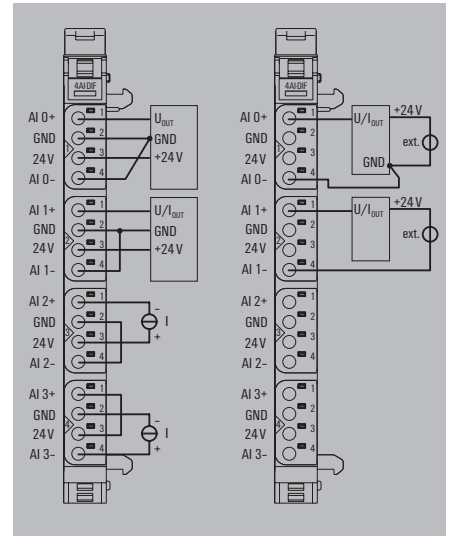 4AI-DIF
AI 0+ 1 U_OUT
GND 2 GND
24V 3 +24V
AI 0– 4
1
AI 1+ 1 U/I_OUT
GND 2 GND
24V 3 +24V
AI 1– 4
2
AI 2+ 1 –
GND 2 I
24V 3 +
AI 2– 4
3
AI 3+ 1
GND 2 –
24V 3 I
AI 3– 4 +
4
4AI-DIF
AI 0+ 1 U/I_OUT +24V
GND 2 ext.
24V 3 GND
AI 0– 4
1
AI 1+ 1 U/I_OUT +24V
GND 2 ext.
24V 3
AI 1– 4
2
AI 2+ 1
GND 2
24V 3
AI 2– 4
3
AI 3+ 1
GND 2
24V 3
AI 3– 4
4